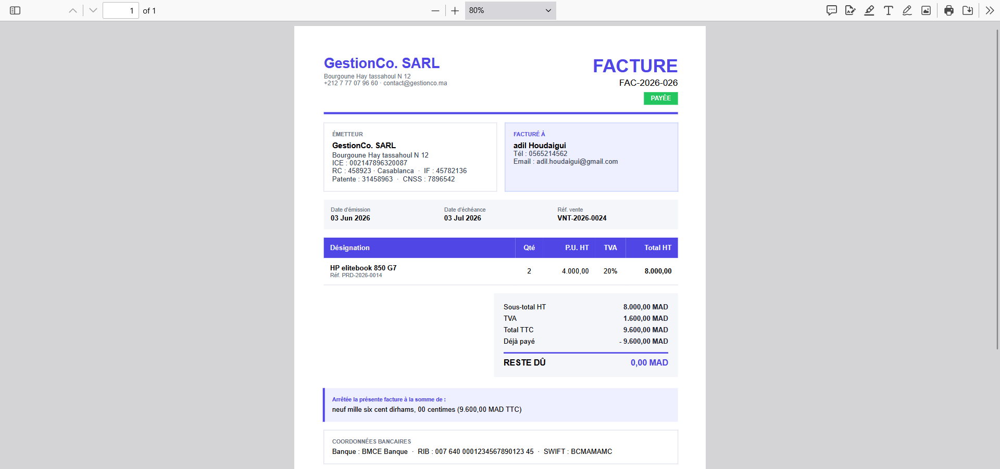 1 of 1
80%
GestionCo. SARL
Bourgoune Hay tassahoul N 12
+212 7 77 07 96 60 · contact@gestionco.ma
FACTURE
FAC-2026-026
PAYÉE
ÉMETTEUR
GestionCo. SARL
Bourgoune Hay tassahoul N 12
ICE : 002147896320087
RC : 458923 · Casablanca · IF : 45782136
Patente : 31458963 · CNSS : 7896542
FACTURÉ À
adil Houdaigui
Tél : 0565214562
Email : adil.houdaigui@gmail.com
Date d'émission
03 Jun 2026
Date d'échéance
03 Jul 2026
Réf. vente
VNT-2026-0024
Désignation Qté P.U. HT TVA Total HT
HP elitebook 850 G7 2 4.000,00 20% 8.000,00
Réf. PRD-2026-0014
Sous-total HT 8.000,00 MAD
TVA 1.600,00 MAD
Total TTC 9.600,00 MAD
Déjà payé - 9.600,00 MAD
RESTE DÛ 0,00 MAD
Arrêtée la présente facture à la somme de :
neuf mille six cent dirhams, 00 centimes (9.600,00 MAD TTC)
COORDONNÉES BANCAIRES
Banque : BMCE Banque · RIB : 007 640 0001234567890123 45 · SWIFT : BCMAMAMC